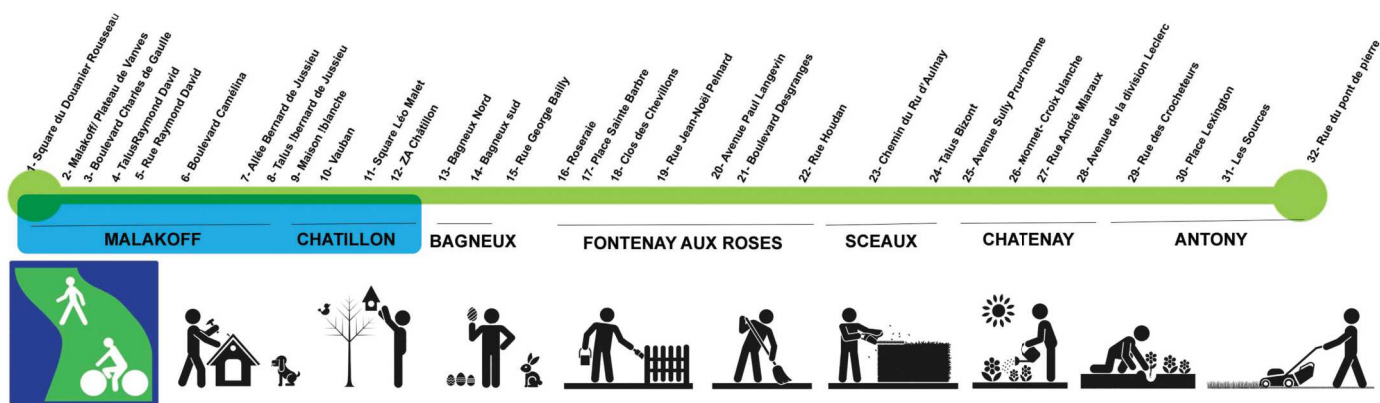 1- Square du Douanier Rousseau
2- Malakoff/ Plateau de Vanves
3- Boulevard Charles de Gaulle
4- TalusRaymond David
5- Rue Raymond David
6- Boulevard Camélina
7- Allée Bernard de Jussieu
8- Talus lbernard de Jussieu
9- Maison lblanche
10- Vauban
11- Square Léo Malet
12- ZA Châtillon
13- Bagneux Nord
14- Bagneux sud
15- Rue George Bailly
16- Roseraie
17- Place Sainte Barbre
18- Clos des Chevillons
19- Rue Jean-Noël Pelnard
20- Avenue Paul Langevin
21- Boulevard Desgranges
22- Rue Houdan
23- Chemin du Ru d'Aulnay
24- Talus Bizont
25- Avenue Sully Prud'homme
26- Monnet- Croix blanche
27- Rue André Mlaraux
28- Avenue de la division Leclerc
29- Rue des Crocheteurs
30- Place Lexington
31- Les Sources
32- Rue du pont de pierre
MALAKOFF
CHATILLON
BAGNEUX
FONTENAY AUX ROSES
SCEAUX
CHATENAY
ANTONY